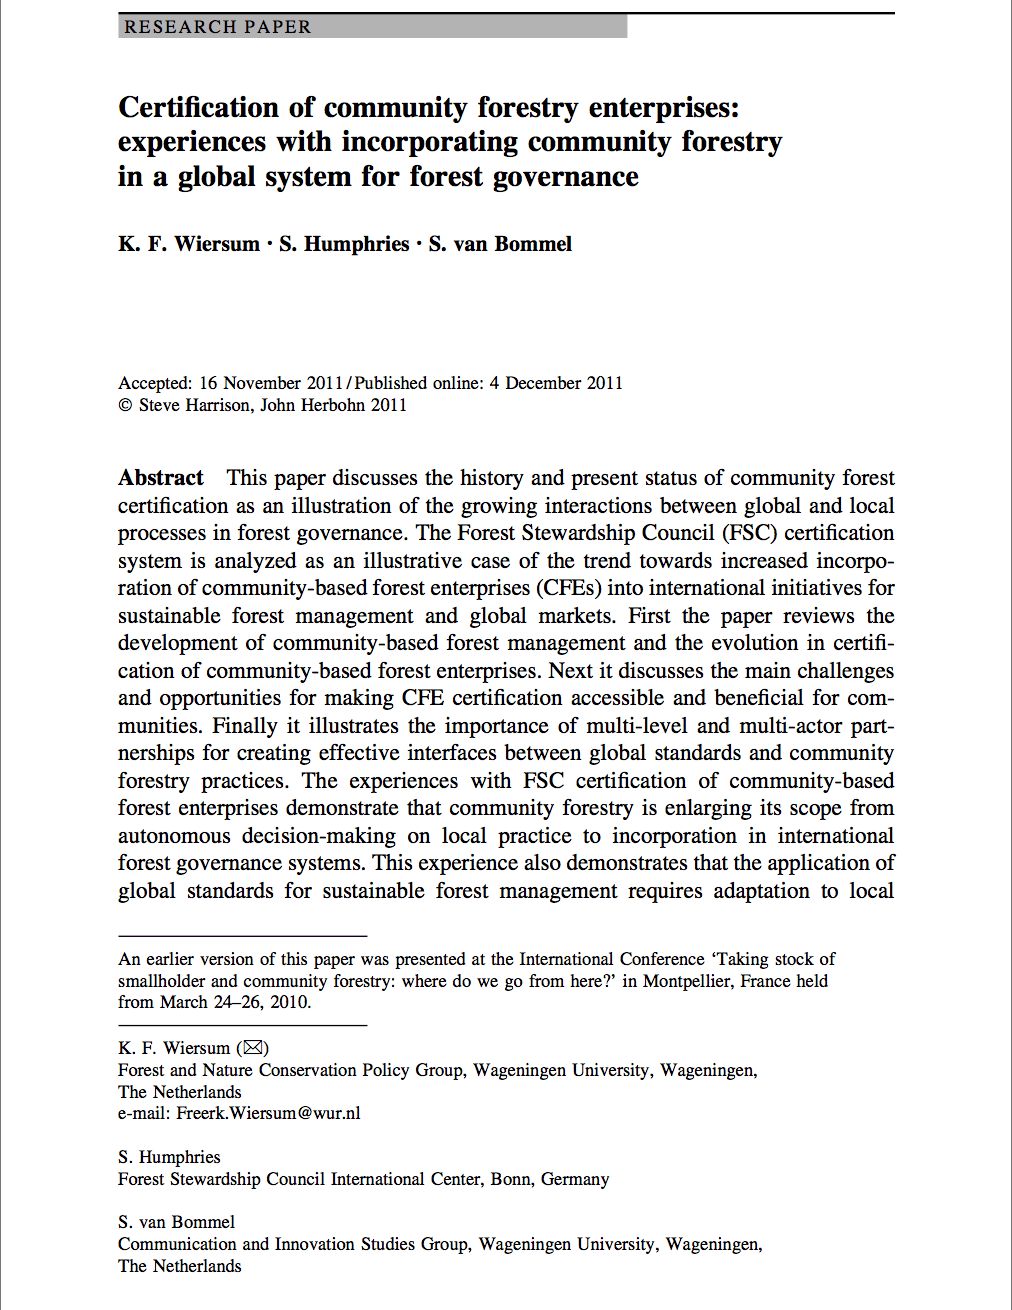 RESEARCH PAPER
Certification of community forestry enterprises:
experiences with incorporating community forestry
in a global system for forest governance
K. F. Wiersum · S. Humphries · S. van Bommel
Accepted: 16 November 2011 / Published online: 4 December 2011
© Steve Harrison, John Herbohn 2011
Abstract This paper discusses the history and present status of community forest
certification as an illustration of the growing interactions between global and local
processes in forest governance. The Forest Stewardship Council (FSC) certification
system is analyzed as an illustrative case of the trend towards increased incorpo-
ration of community-based forest enterprises (CFEs) into international initiatives for
sustainable forest management and global markets. First the paper reviews the
development of community-based forest management and the evolution in certifi-
cation of community-based forest enterprises. Next it discusses the main challenges
and opportunities for making CFE certification accessible and beneficial for com-
munities. Finally it illustrates the importance of multi-level and multi-actor part-
nerships for creating effective interfaces between global standards and community
forestry practices. The experiences with FSC certification of community-based
forest enterprises demonstrate that community forestry is enlarging its scope from
autonomous decision-making on local practice to incorporation in international
forest governance systems. This experience also demonstrates that the application of
global standards for sustainable forest management requires adaptation to local
An earlier version of this paper was presented at the International Conference ‘Taking stock of
smallholder and community forestry: where do we go from here?’ in Montpellier, France held
from March 24–26, 2010.
K. F. Wiersum (✉)
Forest and Nature Conservation Policy Group, Wageningen University, Wageningen,
The Netherlands
e-mail: Freerk.Wiersum@wur.nl
S. Humphries
Forest Stewardship Council International Center, Bonn, Germany
S. van Bommel
Communication and Innovation Studies Group, Wageningen University, Wageningen,
The Netherlands